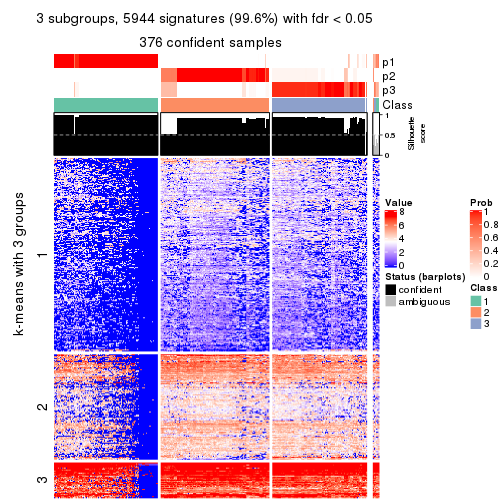 3 subgroups, 5944 signatures (99.6%) with fdr < 0.05
376 confident samples
p1
p2
p3
Class
1
0.5
0
Silhouette
score
k-means with 3 groups
1
2
3
Value
8
6
4
2
0
Status (barplots)
confident
ambiguous
Prob
1
0.8
0.6
0.4
0.2
0
Class
1
2
3